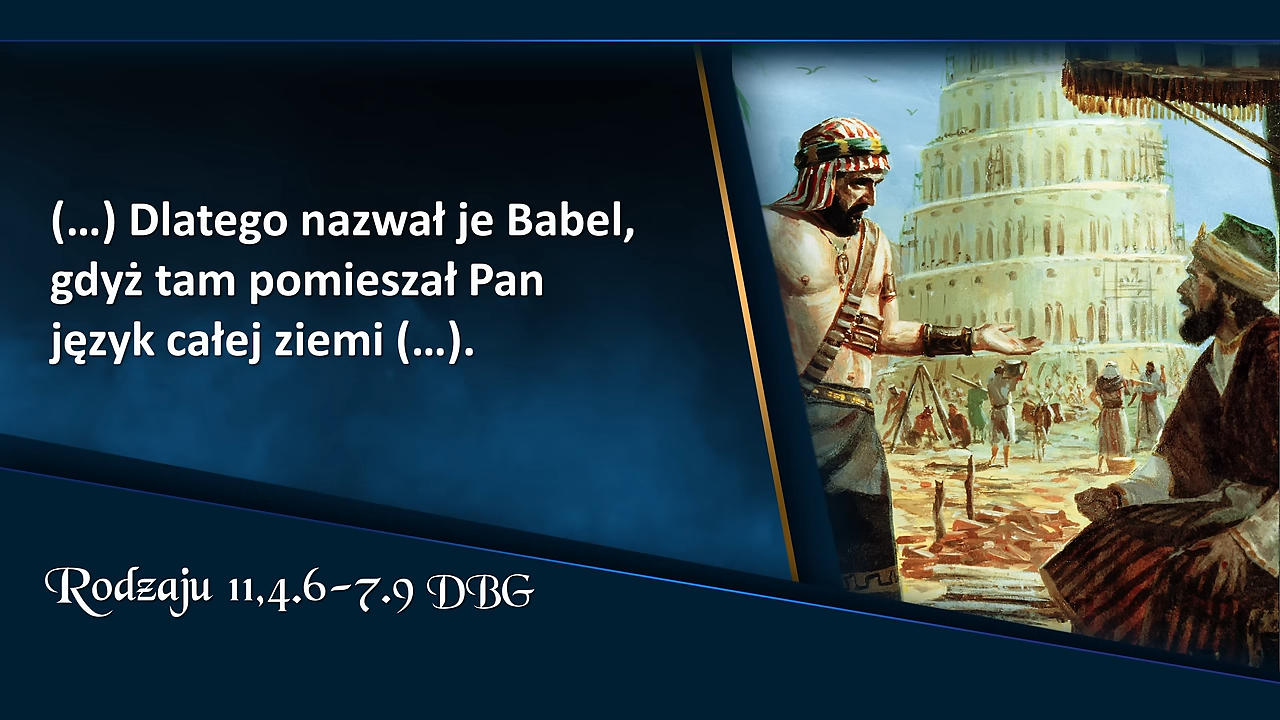 (...) Dlatego nazwał je Babel,
gdyż tam pomieszał Pan
język całej ziemi (...).
Rodzaju 11,4.6-7.9 DBG